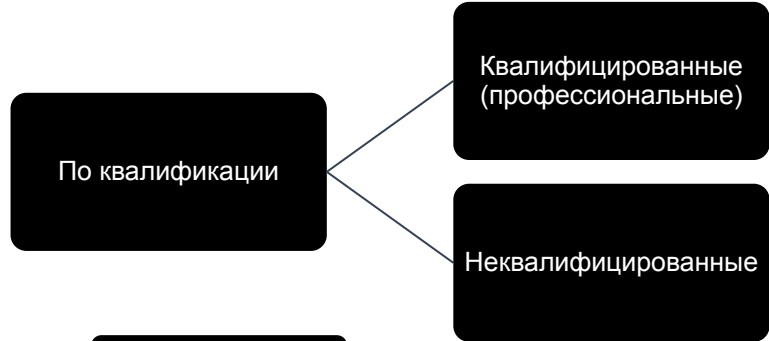 По квалификации
Квалифицированные
(профессиональные)
Неквалифицированные